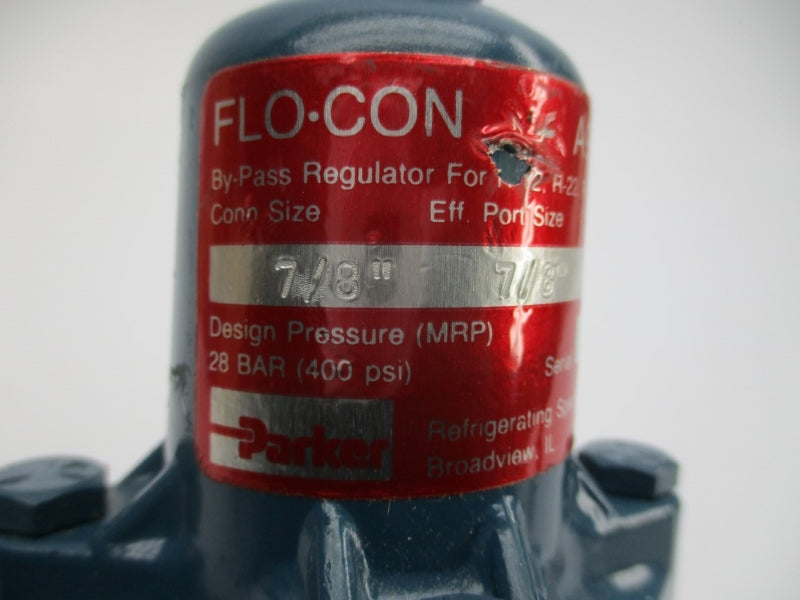 FLO·CON
By-Pass Regulator For R-22,
Conn Size Eff. Port Size
7/8" 7/8"
Design Pressure (MRP)
28 BAR (400 psi)
Parker
Refrigerating
Broadview, IL